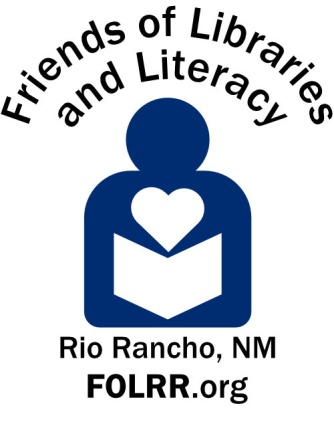 Friends of Libraries
and Literacy
Rio Rancho, NM
FOLRR.org